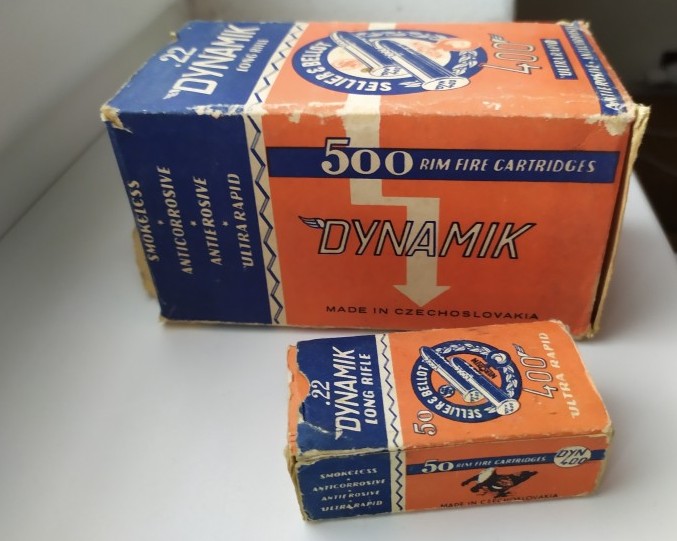 .22
DYNAMIK
LONG RIFLE
SELLIER & BELLOT
400
ULTRA RAPID
ANTIEROSIVE - ANTICORROSIVE
SMOKELESS
ANTICORROSIVE
ANTIEROSIVE
ULTRA RAPID
500 RIM FIRE CARTRIDGES
DYNAMIK
MADE IN CZECHOSLOVAKIA
.22
DYNAMIK
LONG RIFLE
50
SELLIER & BELLOT
400
ULTRA RAPID
SMOKELESS
ANTICORROSIVE
ANTIEROSIVE
ULTRA RAPID
50 RIM FIRE CARTRIDGES
DYN
400
MADE IN CZECHOSLOVAKIA